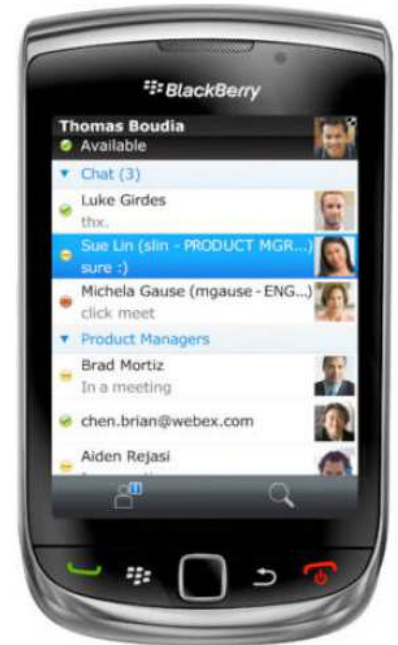 BlackBerry
Thomas Boudia
Available
Chat (3)
Luke Girdes
thx.
Sue Lin (slin - PRODUCT MGR...)
sure :)
Michela Gause (mgause - ENG...)
click meet
Product Managers
Brad Mortiz
In a meeting
chen.brian@webex.com
Aiden Rejasi